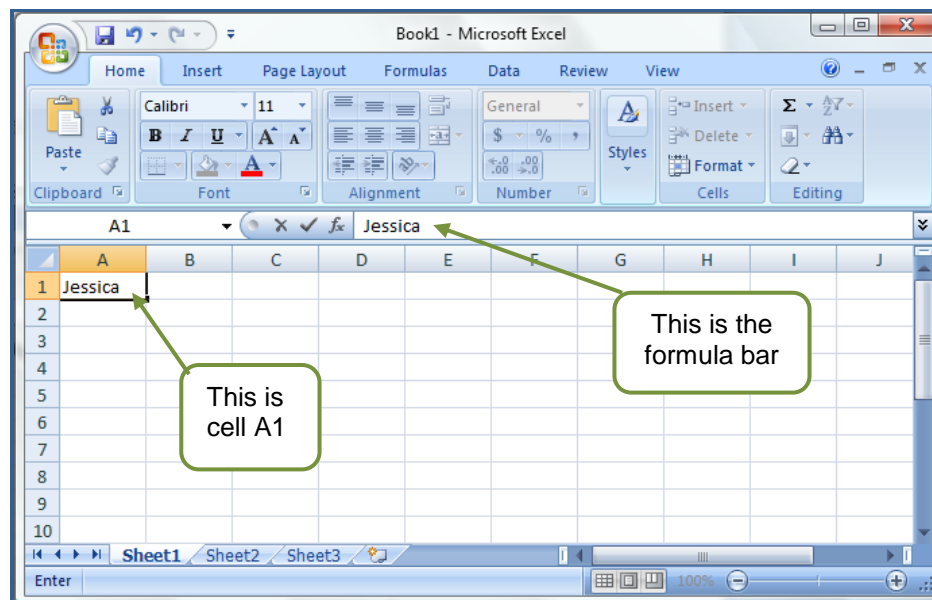 Book1 - Microsoft Excel
Home Insert Page Layout Formulas Data Review View
Paste Calibri 11 General Styles Insert Σ
B I U A A $ % , Delete
A .0 .00 .00 .0 Format
Clipboard Font Alignment Number Cells Editing
A1 fx Jessica
A B C D E F G H I J
1 Jessica
2
3
4
5
6
7
8
9
10
This is the
formula bar
This is
cell A1
Sheet1 Sheet2 Sheet3
Enter 100%